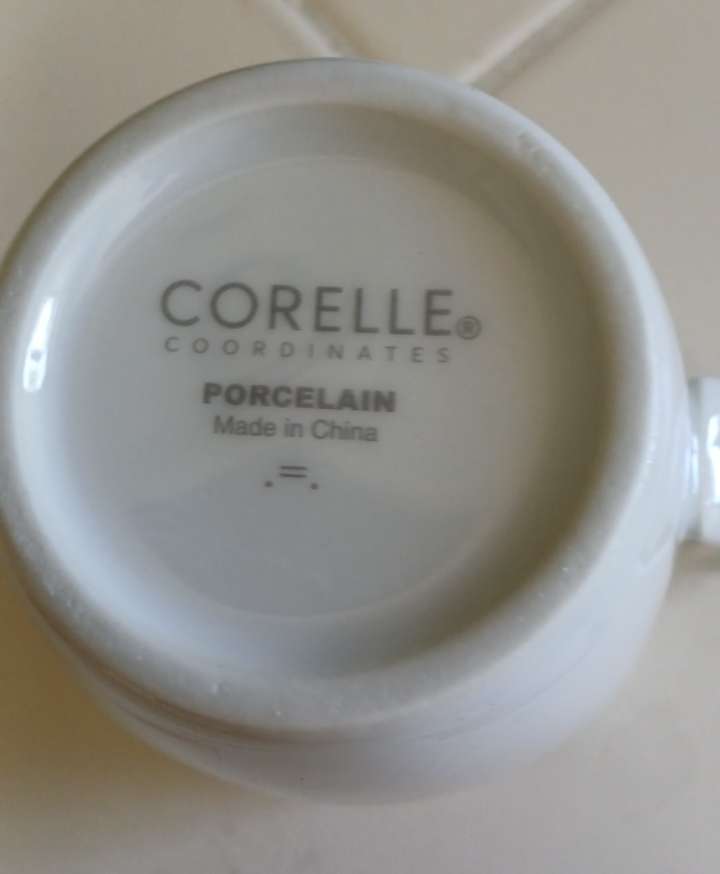 CORELLE®
COORDINATES
PORCELAIN
Made in China
.=.